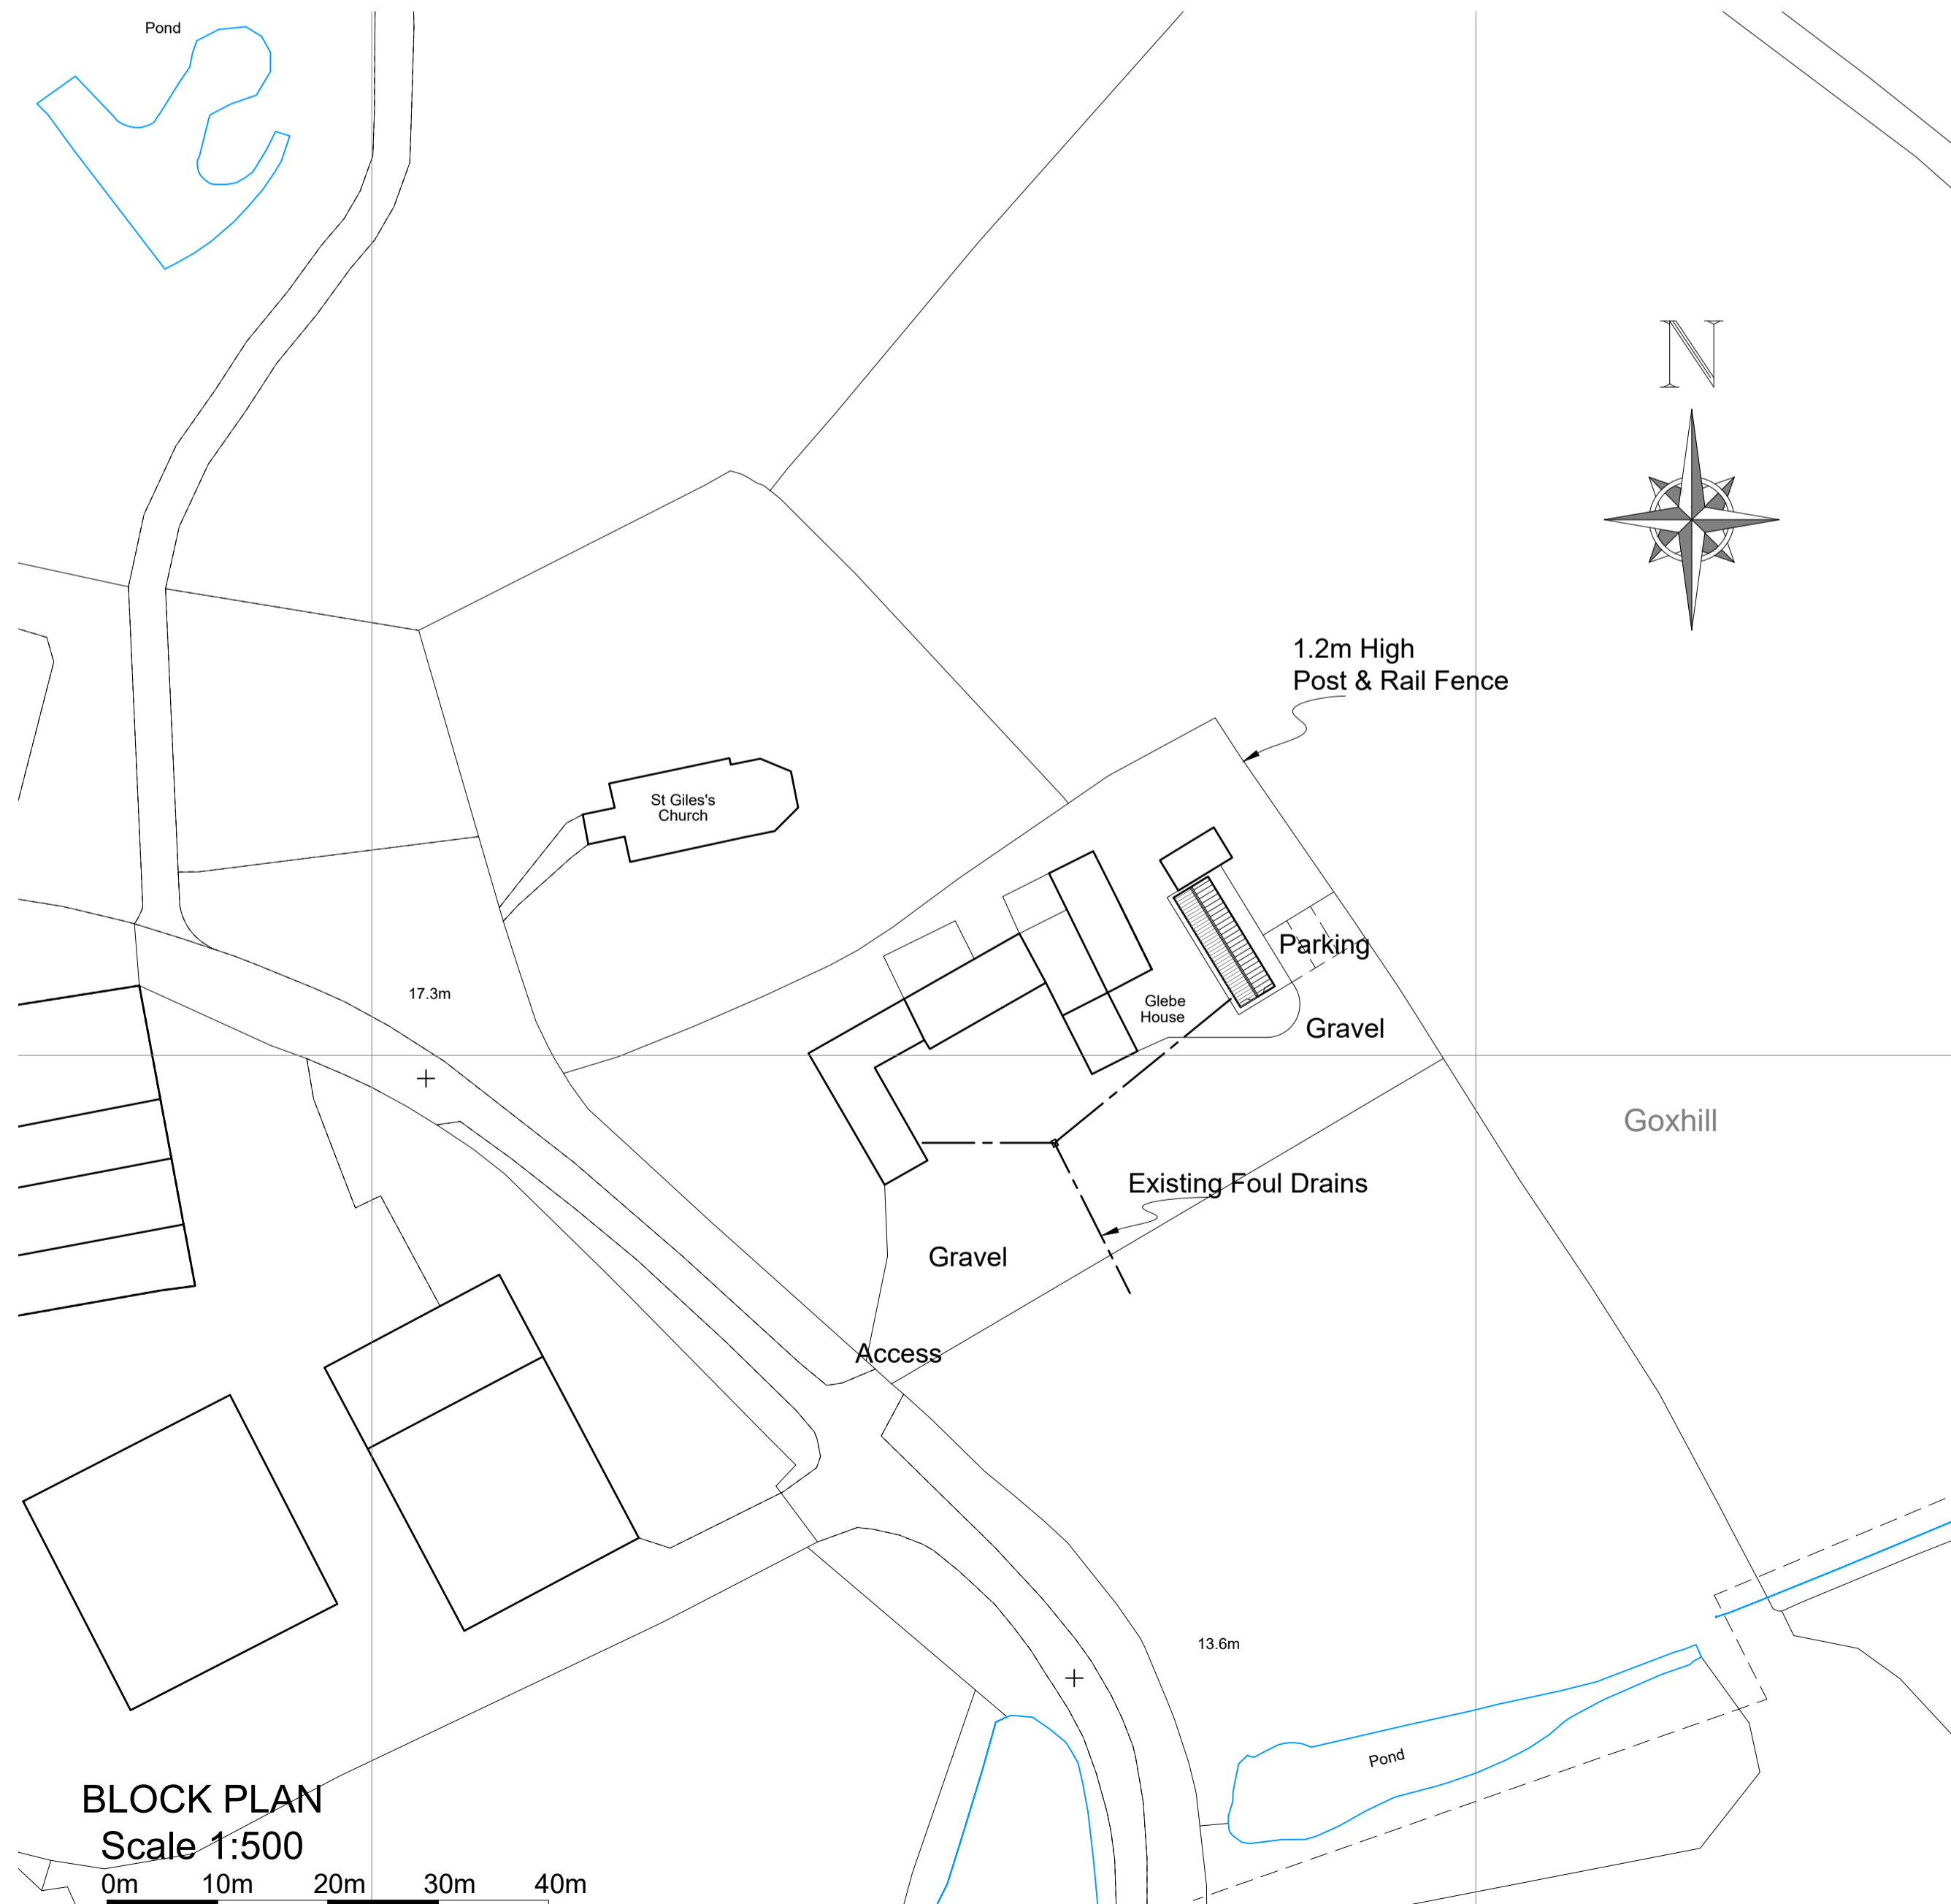 Pond
N
1.2m High
Post & Rail Fence
St Giles's
Church
Parking
17.3m
Glebe
House
Gravel
Goxhill
Existing Foul Drains
Gravel
Access
13.6m
Pond
BLOCK PLAN
Scale 1:500
0m 10m 20m 30m 40m